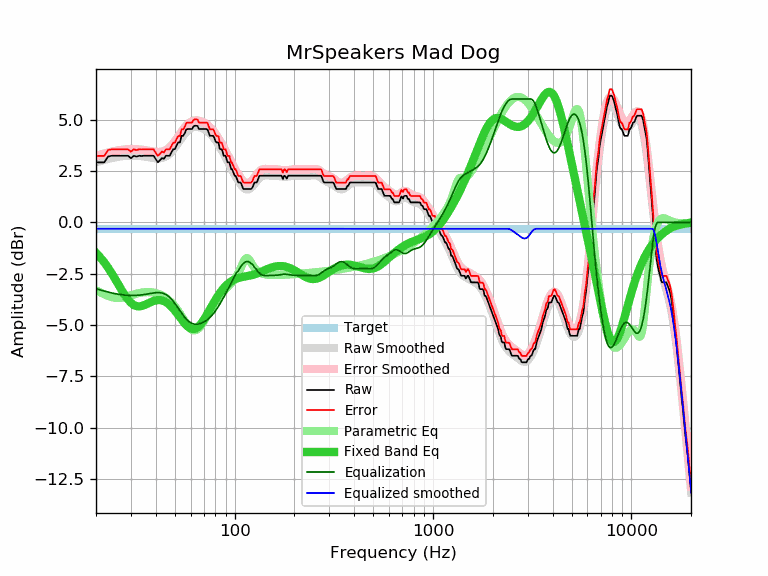 MrSpeakers Mad Dog
Amplitude (dBr)
5.0
2.5
0.0
−2.5
−5.0
−7.5
−10.0
−12.5
Target
Raw Smoothed
Error Smoothed
Raw
Error
Parametric Eq
Fixed Band Eq
Equalization
Equalized smoothed
100
1000
10000
Frequency (Hz)